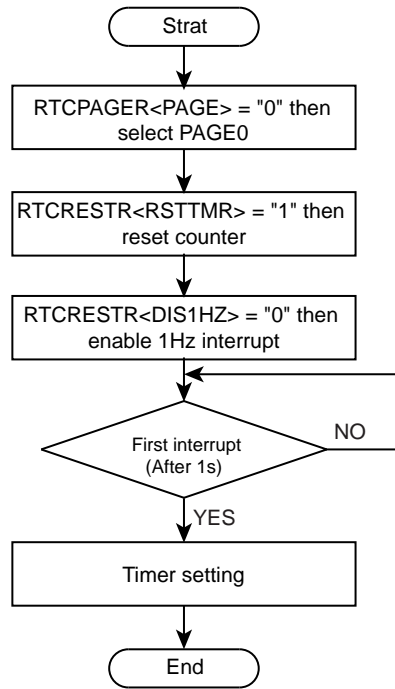 Strat
RTCPAGER<PAGE> = "0" then
select PAGE0
RTCRESTR<RSTTMR> = "1" then
reset counter
RTCRESTR<DIS1HZ> = "0" then
enable 1Hz interrupt
First interrupt
(After 1s)
NO
YES
Timer setting
End